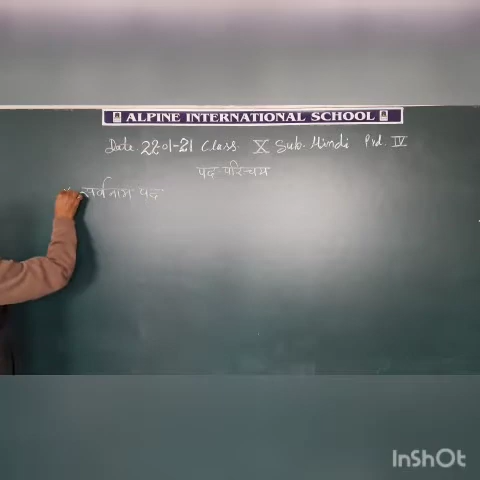 ALPINE INTERNATIONAL SCHOOL
Date 22-01-21 Class. X Sub. Hindi Prd. IV
पद-परिचय
सर्वनाम पद
InShOt